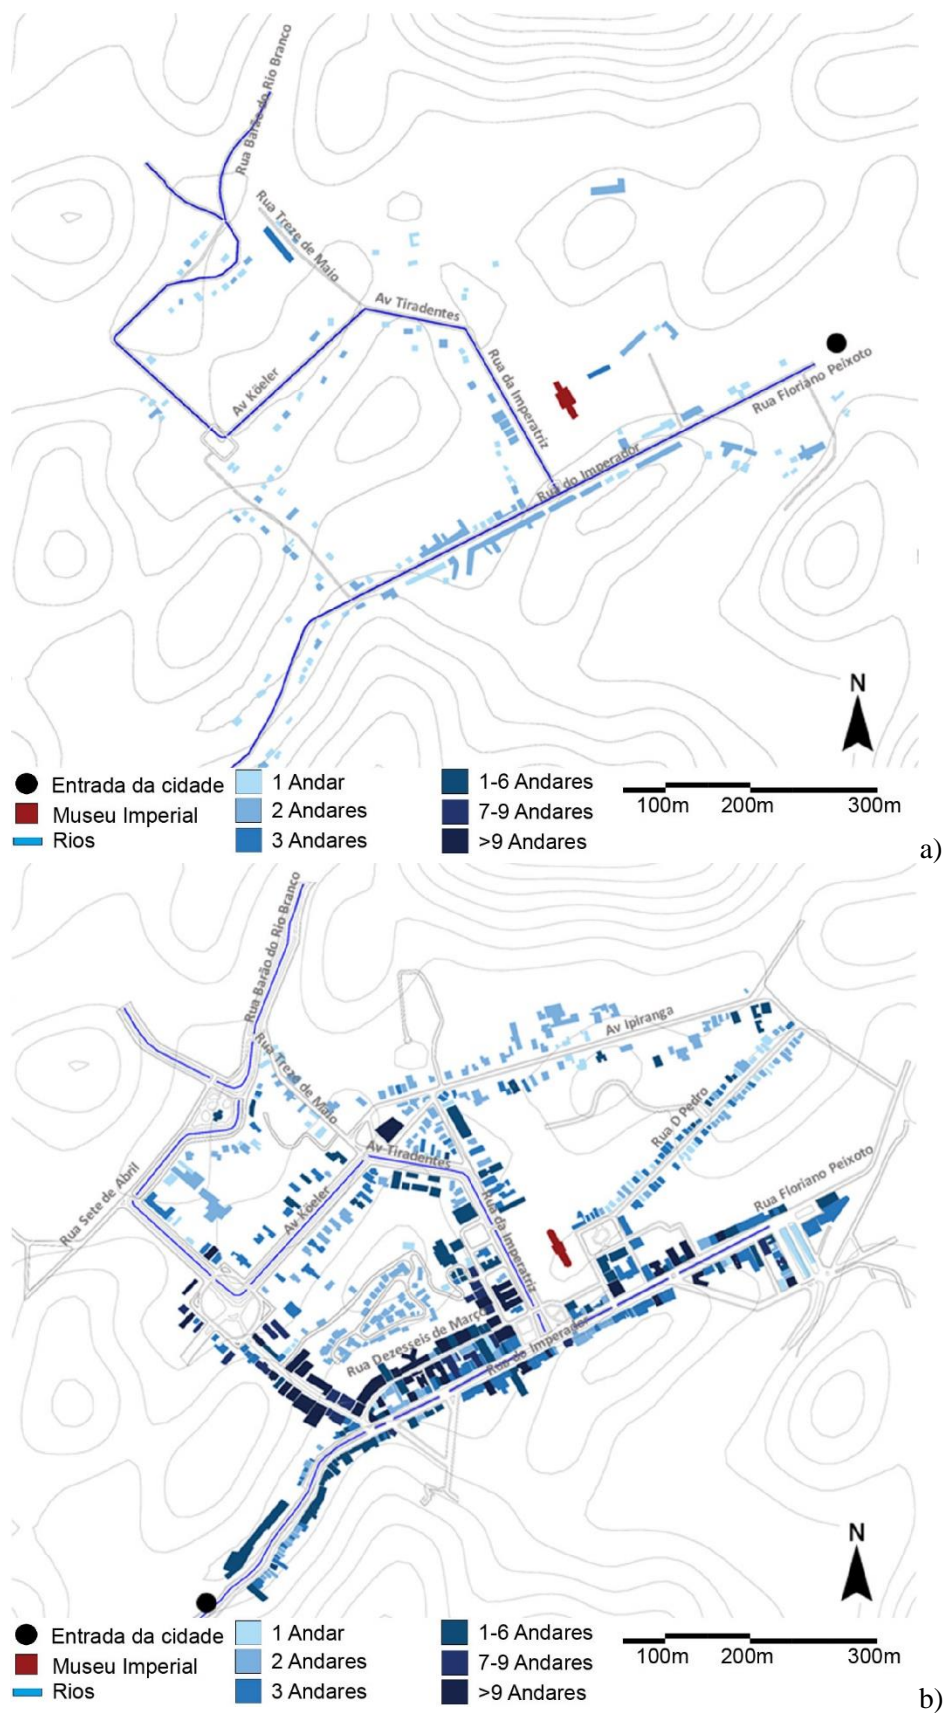 Rua Barão do Rio Branco
Rua Treze de Maio
Av Tiradentes
Av Köeler
Rua da Imperatriz
Rua Floriano Peixoto
Rua do Imperador
N
Entrada da cidade
1 Andar
1-6 Andares
Museu Imperial
2 Andares
7-9 Andares
100m
200m
300m
Rios
3 Andares
>9 Andares
a)
Rua Barão do Rio Branco
Av Ipiranga
Rua Treze de Maio
Rua D Pedro
Av Tiradentes
Rua Sete de Abril
Av Köeler
Rua Floriano Peixoto
Rua da Imperatriz
Rua Dezesseis de Março
Rua do Imperador
N
Entrada da cidade
1 Andar
1-6 Andares
Museu Imperial
2 Andares
7-9 Andares
100m
200m
300m
Rios
3 Andares
>9 Andares
b)